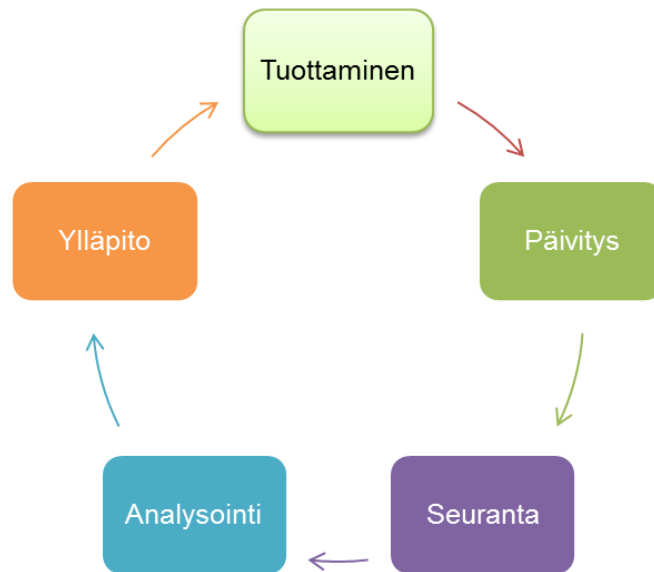 Tuottaminen
Päivitys
Seuranta
Analysointi
Ylläpito